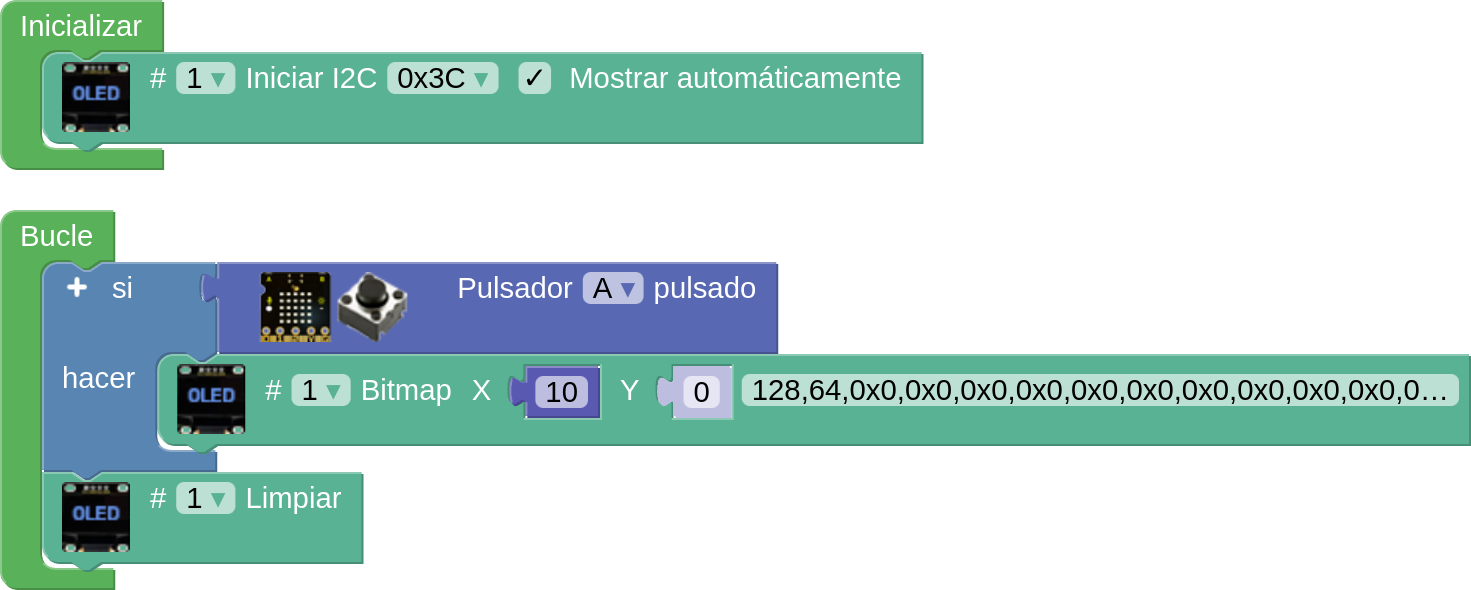 Inicializar
OLED # 1 ▾ Iniciar I2C 0x3C ▾ ✓ Mostrar automáticamente
Bucle
+ si Pulsador A ▾ pulsado
hacer OLED # 1 ▾ Bitmap X 10 Y 0 128,64,0x0,0x0,0x0,0x0,0x0,0x0,0x0,0x0,0x0,0x0,0…
OLED # 1 ▾ Limpiar